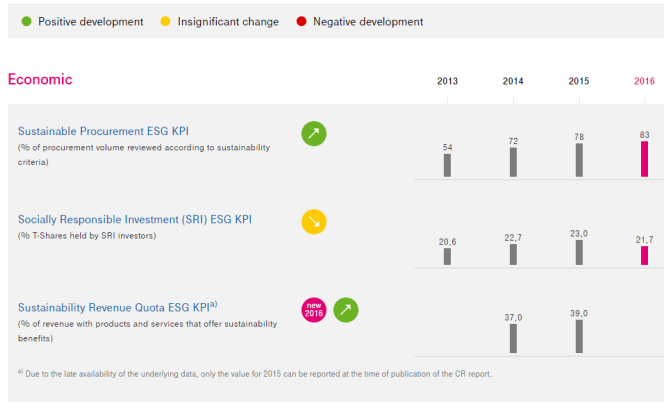 Positive development Insignificant change Negative development
Economic 2013 2014 2015 2016
Sustainable Procurement ESG KPI
(% of procurement volume reviewed according to sustainability
criteria)
54 72 78 83
Socially Responsible Investment (SRI) ESG KPI
(% T-Shares held by SRI investors)
20,6 22,7 23,0 21,7
Sustainability Revenue Quota ESG KPIa)
(% of revenue with products and services that offer sustainability
benefits)
new
2016
37,0 39,0
a) Due to the late availability of the underlying data, only the value for 2015 can be reported at the time of publication of the CR report.